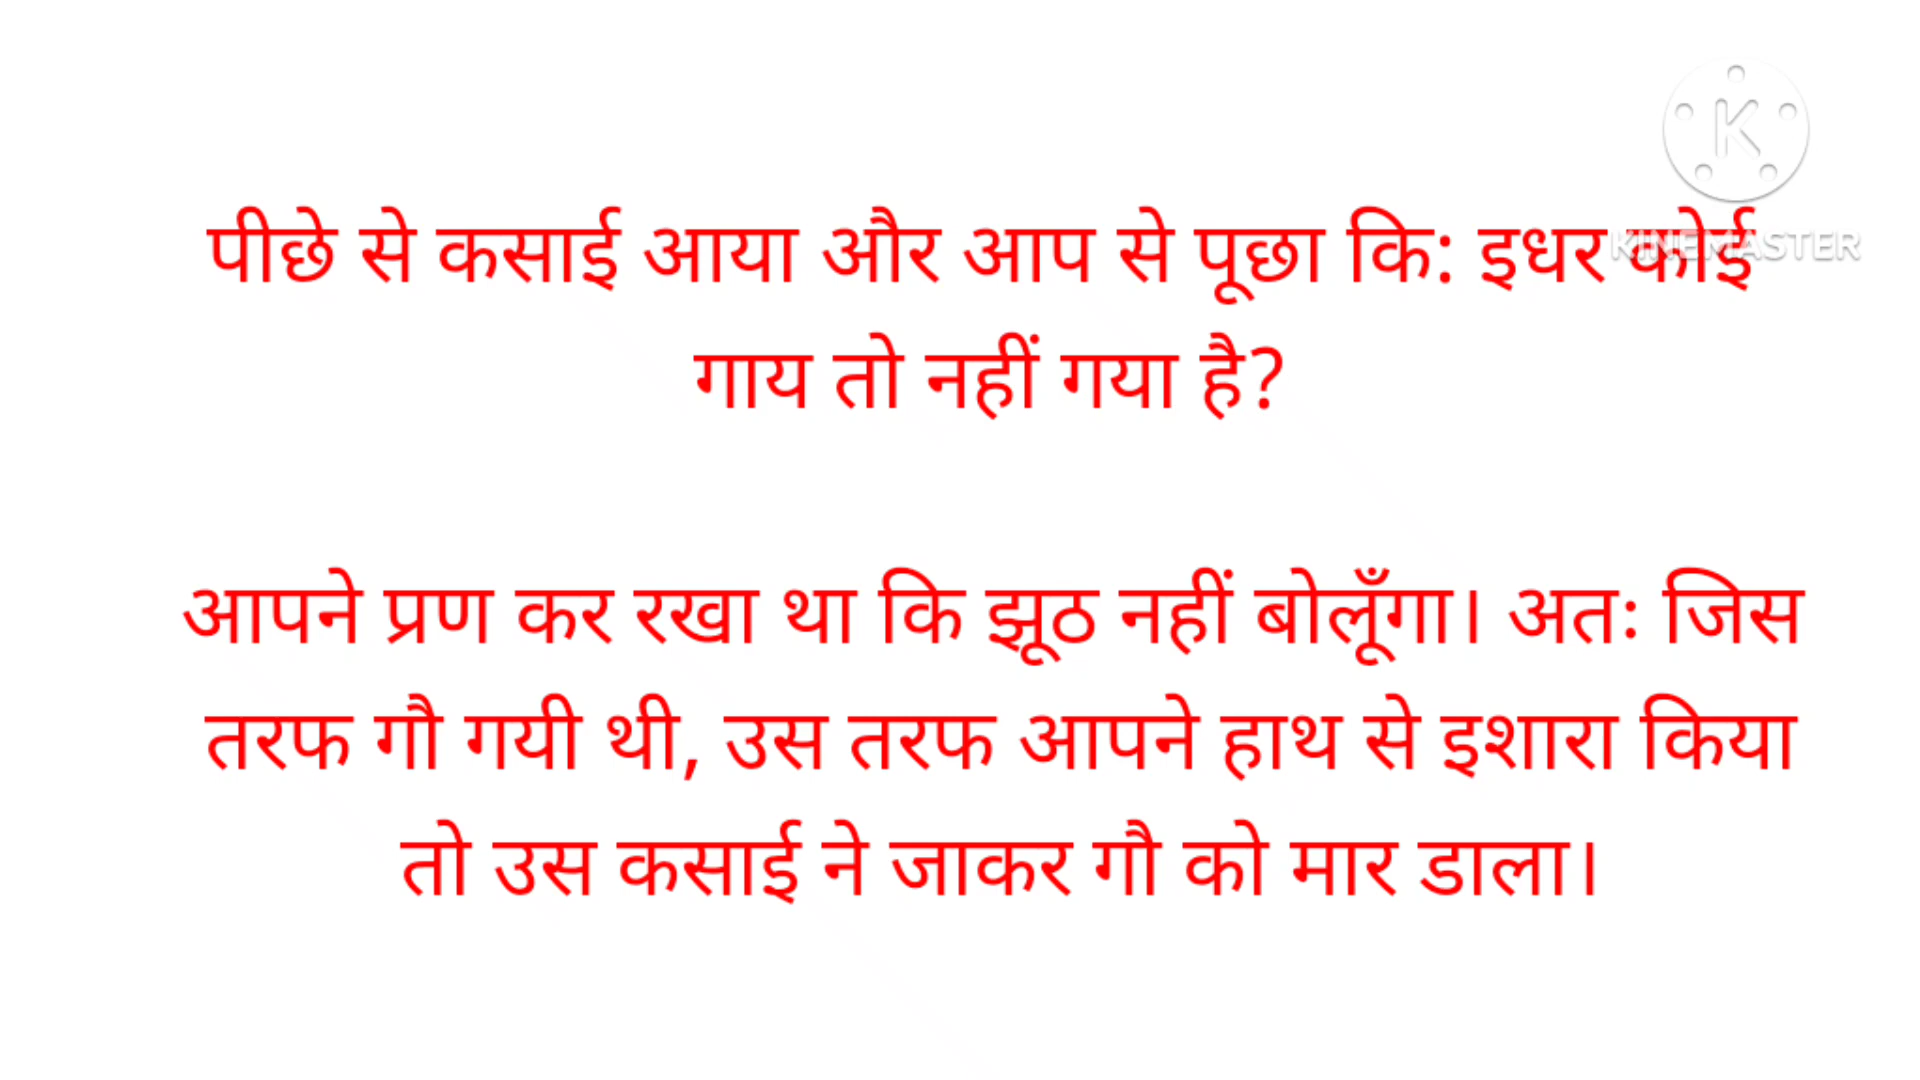 KINEMASTER
पीछे से कसाई आया और आप से पूछा कि: इधर कोई
गाय तो नहीं गया है?
आपने प्रण कर रखा था कि झूठ नहीं बोलूँगा। अतः जिस
तरफ गौ गयी थी, उस तरफ आपने हाथ से इशारा किया
तो उस कसाई ने जाकर गौ को मार डाला।